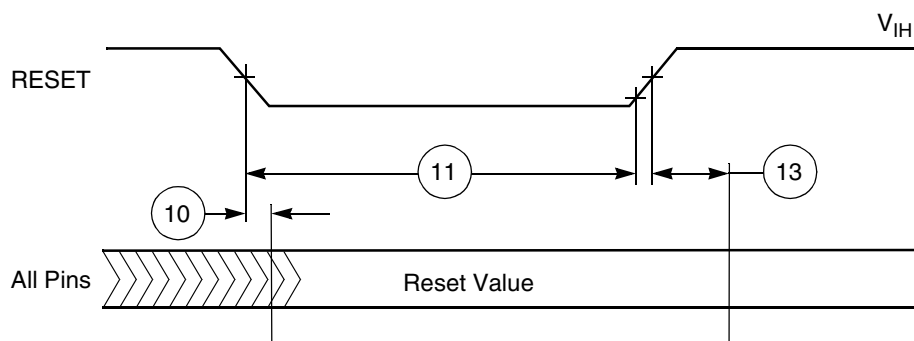 V_IH
RESET
11
13
10
All Pins
Reset Value